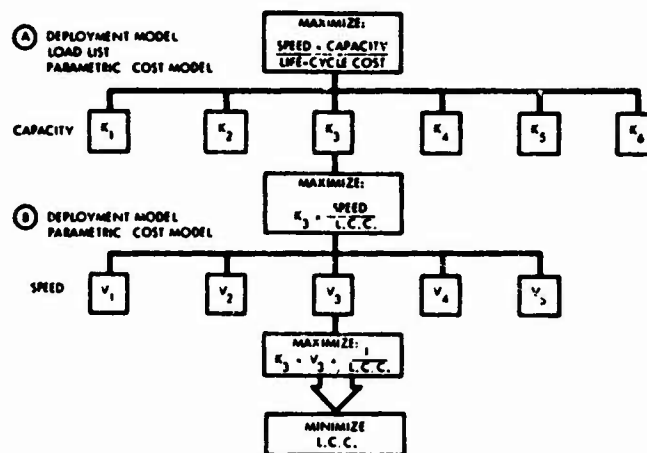 MAXIMIZE:
SPEED • CAPACITY
LIFE-CYCLE COST
A DEPLOYMENT MODEL
LOAD LIST
PARAMETRIC COST MODEL
CAPACITY K1 K2 K3 K4 K5 K6
MAXIMIZE:
K3 • SPEED
L.C.C.
B DEPLOYMENT MODEL
PARAMETRIC COST MODEL
SPEED V1 V2 V3 V4 V5
MAXIMIZE:
K3 • V3 • 1
L.C.C.
MINIMIZE
L.C.C.